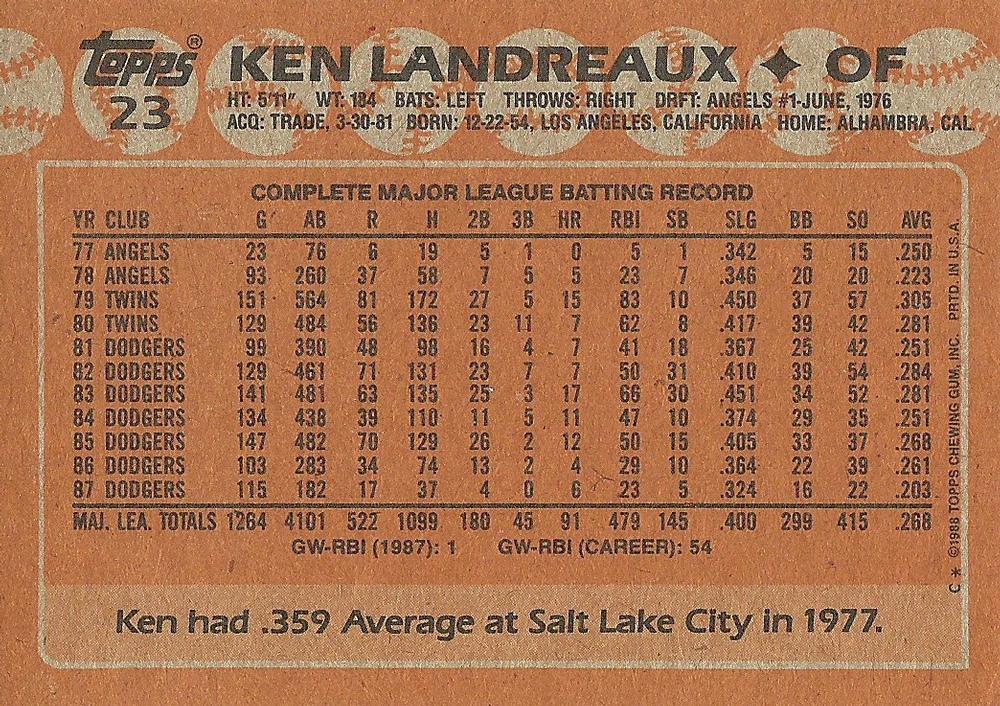 Topps®
23
KEN LANDREAUX ✦ OF
HT: 5'11" WT: 184 BATS: LEFT THROWS: RIGHT DRFT: ANGELS #1-JUNE, 1976
ACQ: TRADE, 3-30-81 BORN: 12-22-54, LOS ANGELES, CALIFORNIA HOME: ALHAMBRA, CAL.
COMPLETE MAJOR LEAGUE BATTING RECORD
YR CLUB G AB R H 2B 3B HR RBI SB SLG BB SO AVG
77 ANGELS 23 76 6 19 5 1 0 5 1 .342 5 15 .250
78 ANGELS 93 260 37 58 7 5 5 23 7 .346 20 20 .223
79 TWINS 151 564 81 172 27 5 15 83 10 .450 37 57 .305
80 TWINS 129 484 56 136 23 11 7 62 8 .417 39 42 .281
81 DODGERS 99 390 48 98 16 4 7 41 18 .367 25 42 .251
82 DODGERS 129 461 71 131 23 7 7 50 31 .410 39 54 .284
83 DODGERS 141 481 63 135 25 3 17 66 30 .451 34 52 .281
84 DODGERS 134 438 39 110 11 5 11 47 10 .374 29 35 .251
85 DODGERS 147 482 70 129 26 2 12 50 15 .405 33 37 .268
86 DODGERS 103 283 34 74 13 2 4 29 10 .364 22 39 .261
87 DODGERS 115 182 17 37 4 0 6 23 5 .324 16 22 .203
MAJ. LEA. TOTALS 1264 4101 522 1099 180 45 91 479 145 .400 299 415 .268
GW-RBI (1987): 1 GW-RBI (CAREER): 54
Ken had .359 Average at Salt Lake City in 1977.
C * ©1988 TOPPS CHEWING GUM, INC. PRTD. IN U.S.A.